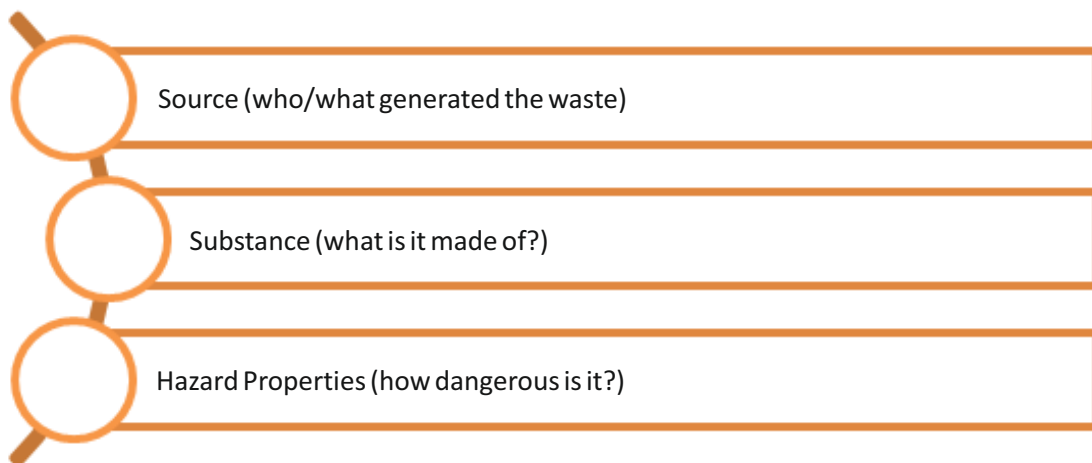 Source (who/what generated the waste)
Substance (what is it made of?)
Hazard Properties (how dangerous is it?)